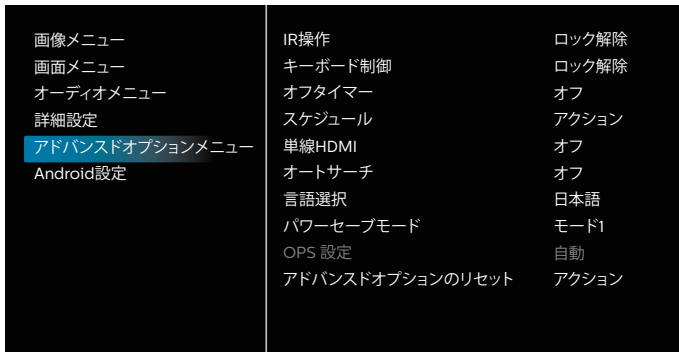 画像メニュー
画面メニュー
オーディオメニュー
詳細設定
アドバンスドオプションメニュー
Android設定
IR操作 ロック解除
キーボード制御 ロック解除
オフタイマー オフ
スケジュール アクション
単線HDMI オフ
オートサーチ オフ
言語選択 日本語
パワーセーブモード モード1
OPS 設定 自動
アドバンスドオプションのリセット アクション